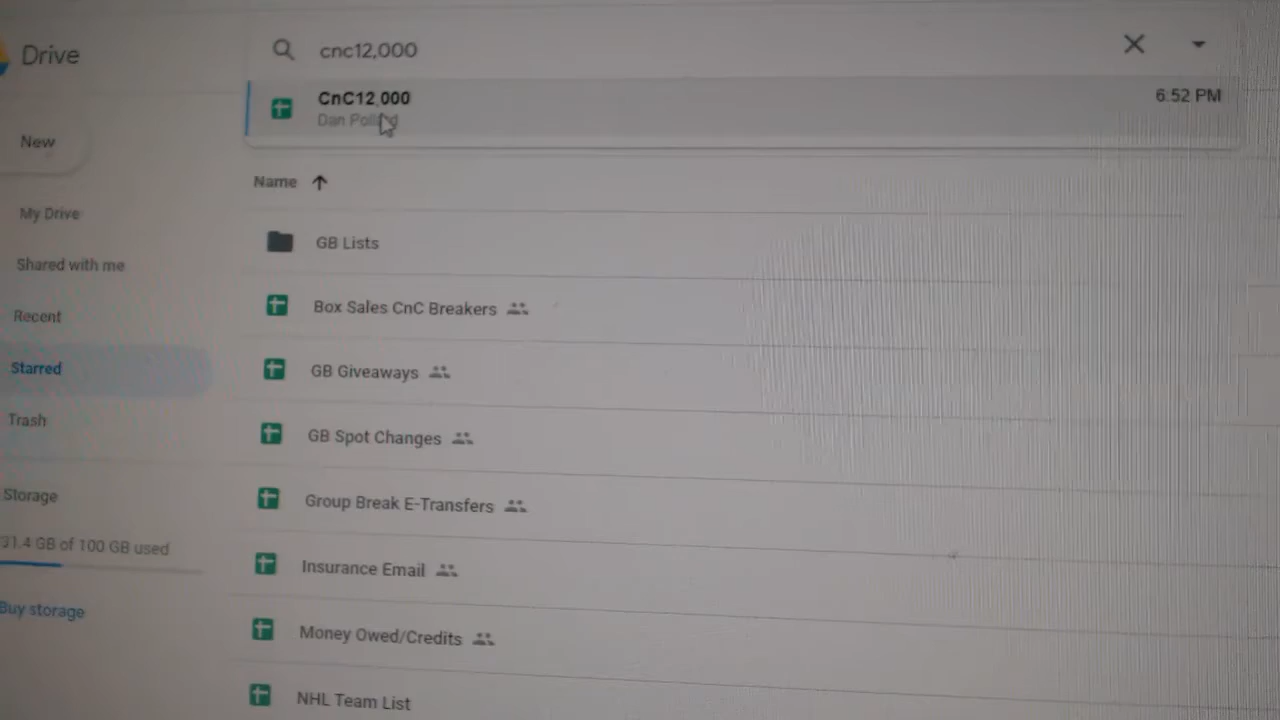 Drive
cnc12,000
CnC12,000
6:52 PM
Dan
New
Name
My Drive
GB Lists
Shared with me
Box Sales CnC Breakers
Recent
GB Giveaways
Starred
GB Spot Changes
Trash
Storage
Group Break E-Transfers
31.4 GB of 100 GB used
Insurance Email
Buy storage
Money Owed/Credits
NHL Team List